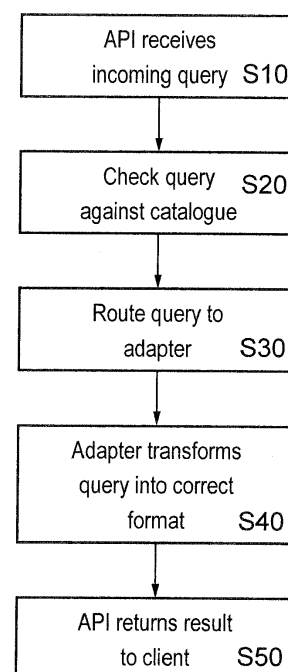 API receives
incoming query S10
Check query S20
against catalogue
Route query to
adapter S30
Adapter transforms
query into correct
format S40
API returns result
to client S50